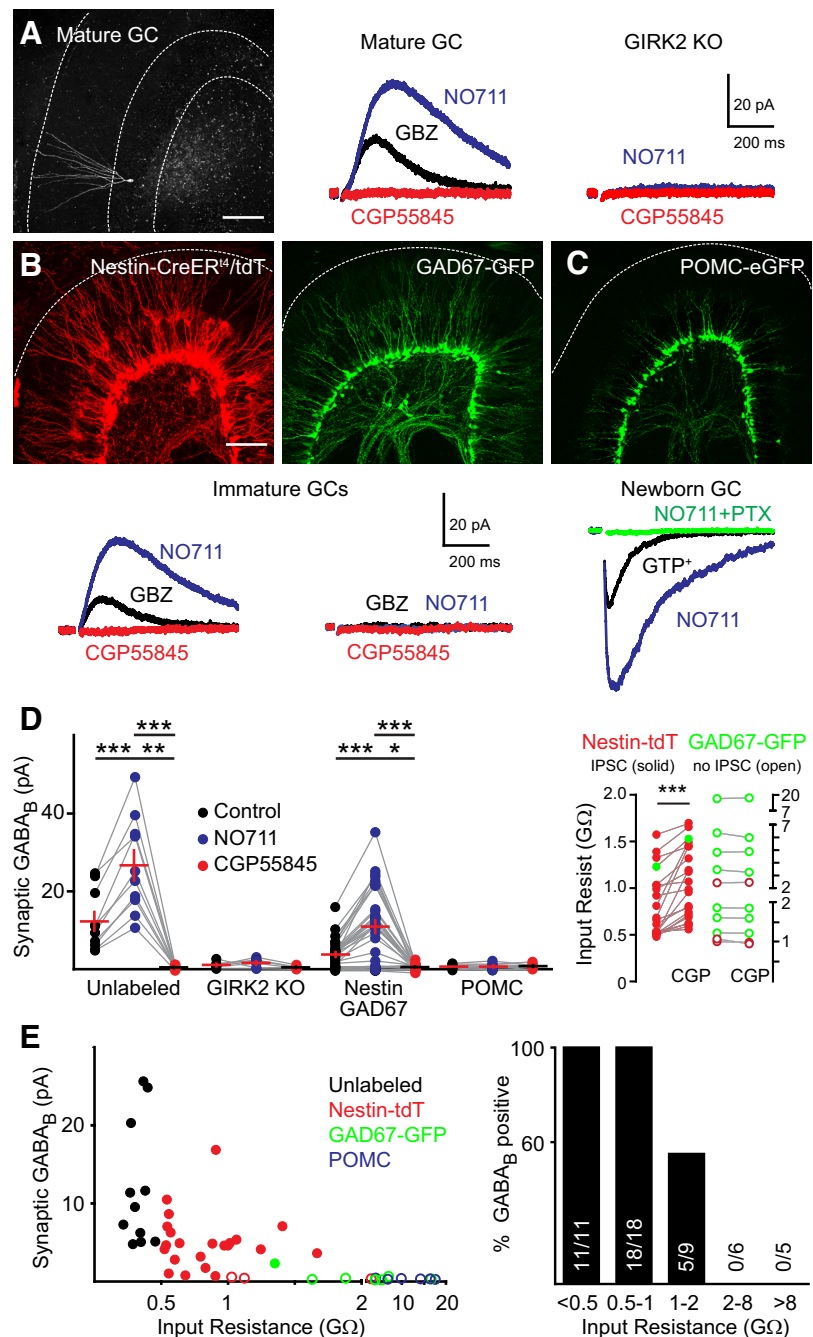 A
Mature GC
Mature GC
GIRK2 KO
NO711
GBZ
CGP55845
20 pA
200 ms
NO711
CGP55845
B
Nestin-CreERt4/tdT
GAD67-GFP
C
POMC-eGFP
Immature GCs
20 pA
200 ms
NO711
GBZ
CGP55845
GBZ NO711
CGP55845
Newborn GC
NO711+PTX
GTP+
NO711
D
*** ** ***
*** * ***
Synaptic GABAB (pA)
40
20
Control
NO711
CGP55845
Unlabeled
GIRK2 KO
Nestin
GAD67
POMC
Nestin-tdT GAD67-GFP
IPSC (solid) no IPSC (open)
***
Input Resist (GΩ)
2.0
1.5
1.0
0.5
0
20
7
7
2
2
1
CGP
CGP
E
Synaptic GABAB (pA)
20
10
Unlabeled
Nestin-tdT
GAD67-GFP
POMC
0.5 1 2 10 20
Input Resistance (GΩ)
% GABAB positive
100
60
11/11
18/18
5/9
0/6
0/5
<0.5 0.5-1 1-2 2-8 >8
Input Resistance (GΩ)